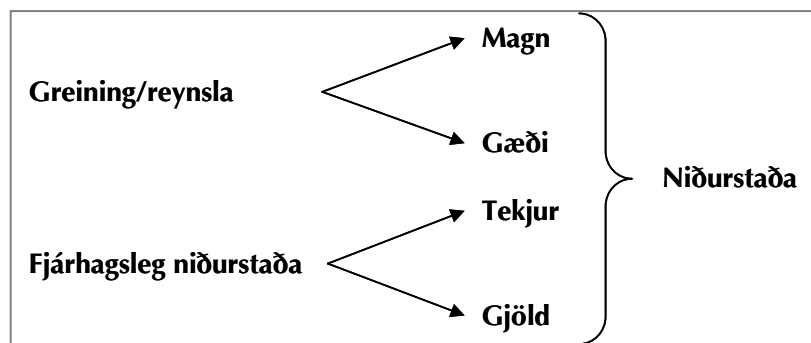 Greining/reynsla
Magn
Gæði
Fjárhagsleg niðurstaða
Tekjur
Gjöld
Niðurstaða